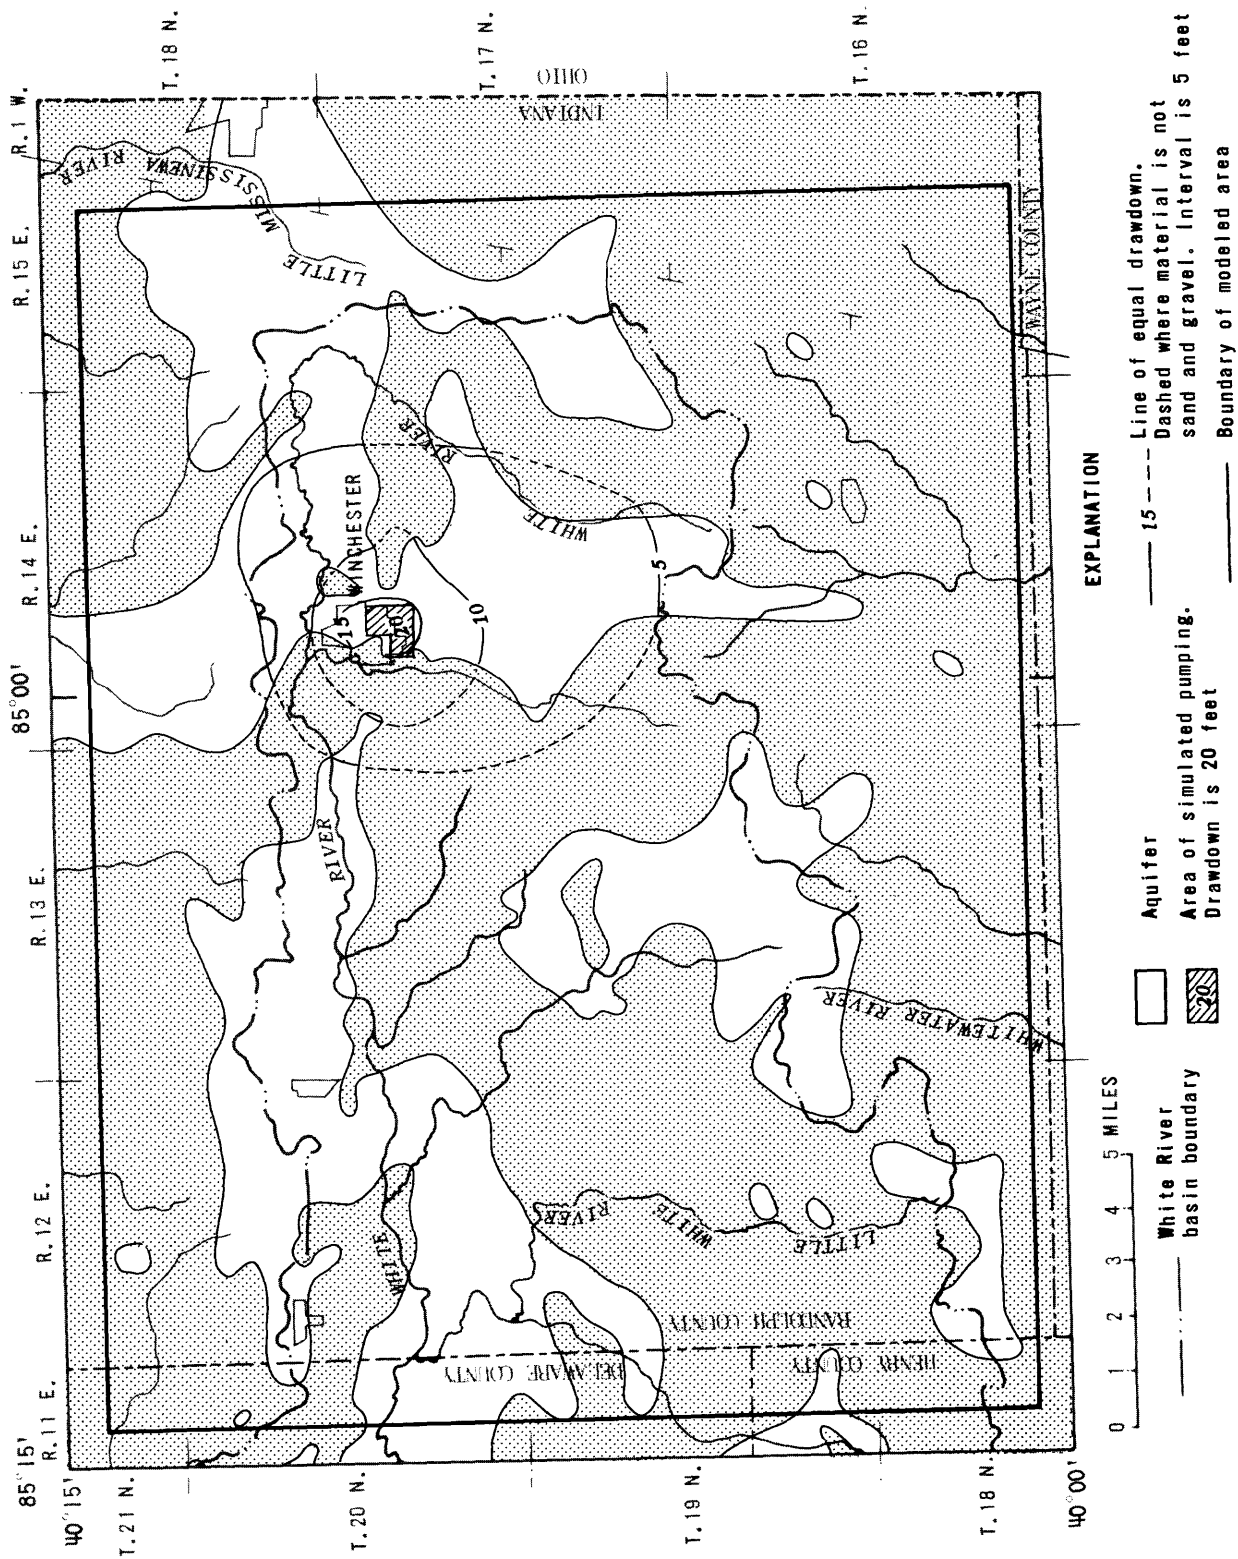 85°15'
R.11 E.
R.12 E.
R.13 E.
85°00'
R.14 E.
R.15 E.
R.1 W.
40°15'
T.21 N.
T.20 N.
T.19 N.
T.18 N.
40°00'
T.18 N.
T.17 N.
T.16 N.
OHIO
INDIANA
MISSISSINEWA
RIVER
LITTLE
WINCHESTER
RIVER
WHITE
RIVER
WHITE
15
20
10
5
LITTLE
WHITE
RIVER
WHITEWATER RIVER
DELAWARE COUNTY
RANDOLPH COUNTY
HENRY COUNTY
WAYNE COUNTY
0 1 2 3 4 5 MILES
EXPLANATION
White River
basin boundary
Aquifer
20
Area of simulated pumping.
Drawdown is 20 feet
15
Line of equal drawdown.
Dashed where material is not
sand and gravel. Interval is 5 feet
Boundary of modeled area